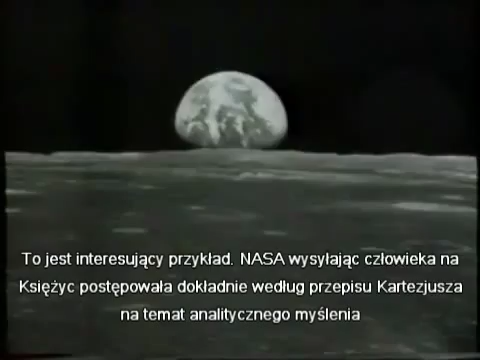 To jest interesujący przykład. NASA wysyłając człowieka na
Księżyc postępowała dokładnie według przepisu Kartezjusza
na temat analitycznego myślenia